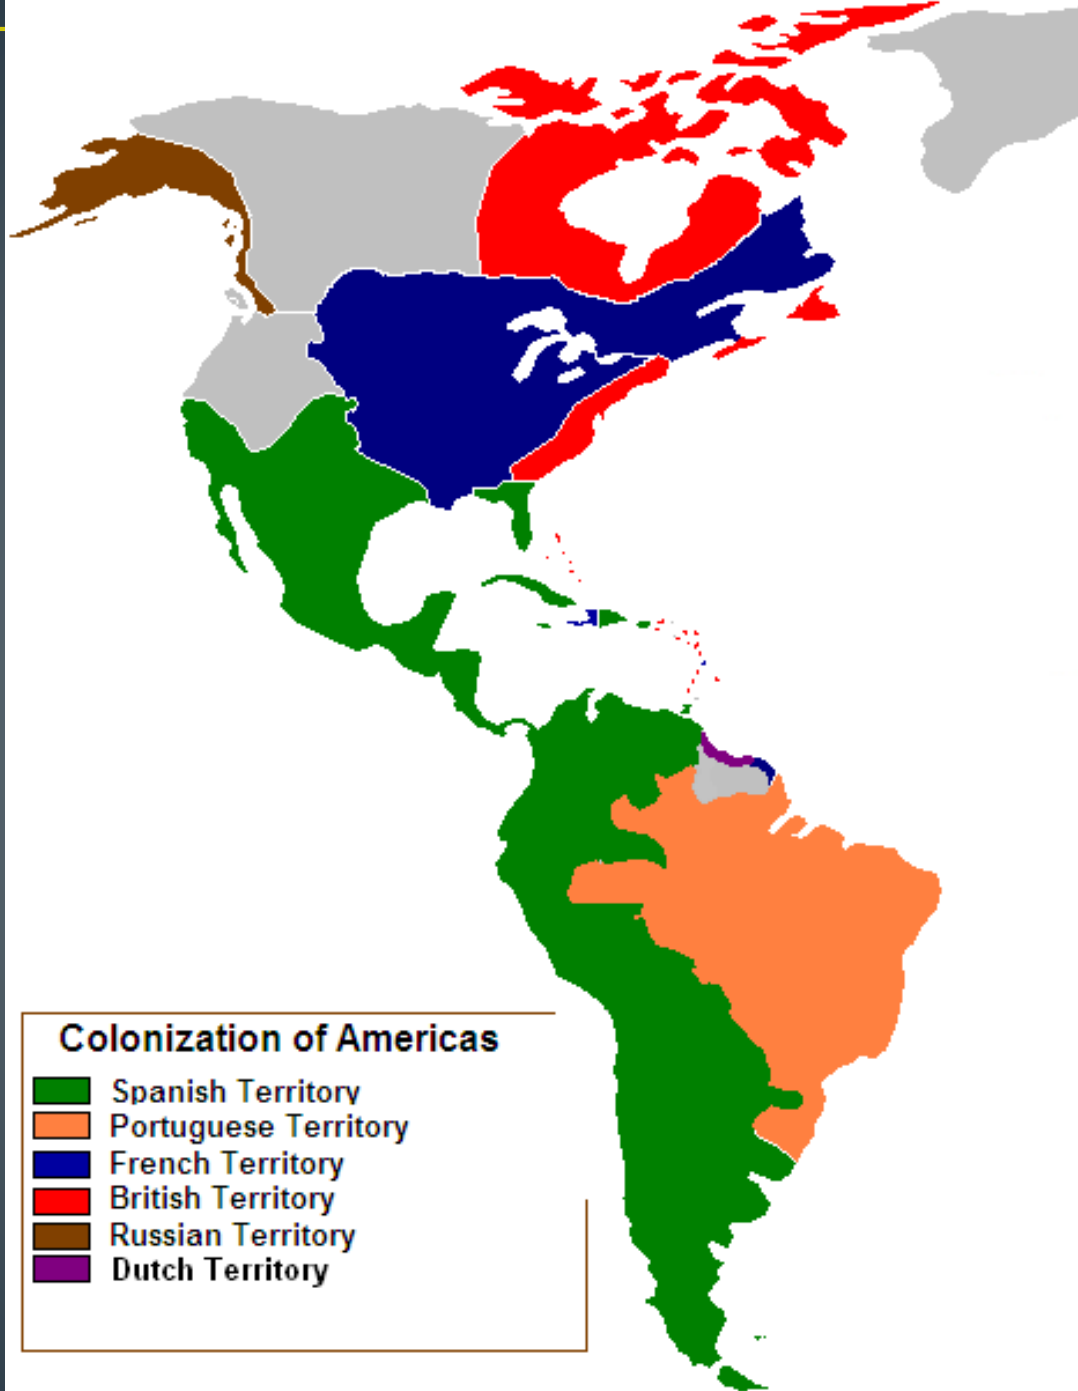 Colonization of Americas
Spanish Territory
Portuguese Territory
French Territory
British Territory
Russian Territory
Dutch Territory